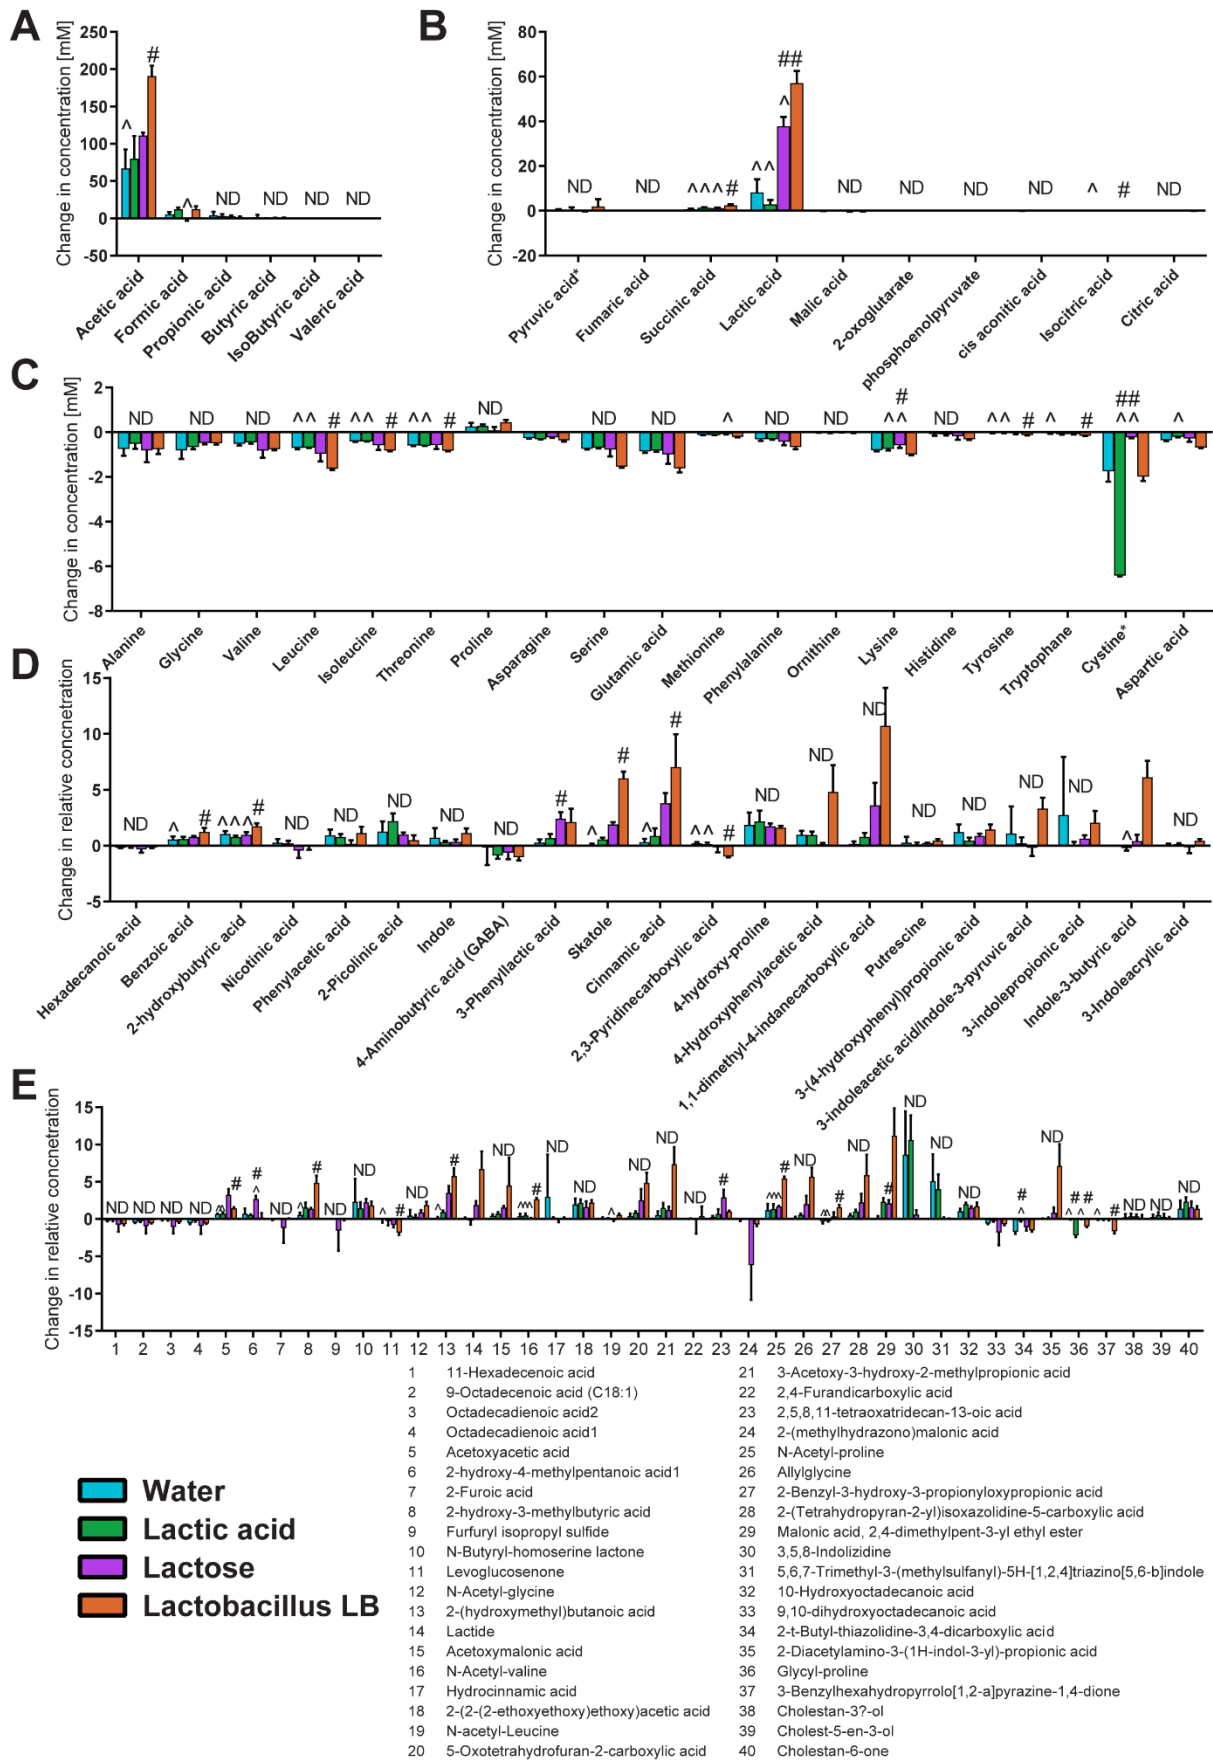 A
Change in concentration [mM]
250
200
150
100
50
0
-50
^ # ^ ND ND ND ND
Acetic acid
Formic acid
Propionic acid
Butyric acid
IsoButyric acid
Valeric acid
B
Change in concentration [mM]
80
60
40
20
0
-20
ND ND ^^^ # ^^ ^ ## ND ND ND ND ^ # ND
Pyruvic acid*
Fumaric acid
Succinic acid
Lactic acid
Malic acid
2-oxoglutarate
phosphoenolpyruvate
cis aconitic acid
Isocitric acid
Citric acid
C
Change in concentration [mM]
2
0
-2
-4
-6
-8
ND ND ND ^^ # ^^ # ^^ # ND ND ND ^ ND ND # ^^ ND ^^ # ^ # ## ^^ ^
Alanine
Glycine
Valine
Leucine
Isoleucine
Threonine
Proline
Asparagine
Serine
Glutamic acid
Methionine
Phenylalanine
Ornithine
Lysine
Histidine
Tyrosine
Tryptophane
Cystine*
Aspartic acid
D
Change in relative concnetration
15
10
5
0
-5
ND ^ # ^^^ # ND ND ND ND ND # ^ # ^ # ^^ # ND ND ND ND ND ND ND ^ ND
Hexadecanoic acid
Benzoic acid
2-hydroxybutyric acid
Nicotinic acid
Phenylacetic acid
2-Picolinic acid
Indole
4-Aminobutyric acid (GABA)
3-Phenyllactic acid
Skatole
Cinnamic acid
2,3-Pyridinecarboxylic acid
4-hydroxy-proline
4-Hydroxyphenylacetic acid
1,1-dimethyl-4-indanecarboxylic acid
Putrescine
3-(4-hydroxyphenyl)propionic acid
3-indoleacetic acid/Indole-3-pyruvic acid
3-indolepropionic acid
Indole-3-butyric acid
3-Indoleacrylic acid
E
Change in relative concnetration
15
10
5
0
-5
-10
-15
ND ND ND ND ^^ # # ^ ND ^ # ND ND ^ # ND ^ # ND ^^^ # ND ND ^ ND ND ND # ^^^ # ND ^^ # ND # ND ND ND # ^ ND ^ # ^ # ^ # ND ND ND
1 2 3 4 5 6 7 8 9 10 11 12 13 14 15 16 17 18 19 20 21 22 23 24 25 26 27 28 29 30 31 32 33 34 35 36 37 38 39 40
Water
Lactic acid
Lactose
Lactobacillus LB
1 11-Hexadecenoic acid
2 9-Octadecenoic acid (C18:1)
3 Octadecadienoic acid2
4 Octadecadienoic acid1
5 Acetoxyacetic acid
6 2-hydroxy-4-methylpentanoic acid1
7 2-Furoic acid
8 2-hydroxy-3-methylbutyric acid
9 Furfuryl isopropyl sulfide
10 N-Butyryl-homoserine lactone
11 Levoglucosenone
12 N-Acetyl-glycine
13 2-(hydroxymethyl)butanoic acid
14 Lactide
15 Acetoxymalonic acid
16 N-Acetyl-valine
17 Hydrocinnamic acid
18 2-(2-(2-ethoxyethoxy)ethoxy)acetic acid
19 N-acetyl-Leucine
20 5-Oxotetrahydrofuran-2-carboxylic acid
21 3-Acetoxy-3-hydroxy-2-methylpropionic acid
22 2,4-Furandicarboxylic acid
23 2,5,8,11-tetraoxatridecan-13-oic acid
24 2-(methylhydrazono)malonic acid
25 N-Acetyl-proline
26 Allylglycine
27 2-Benzyl-3-hydroxy-3-propionyloxypropionic acid
28 2-(Tetrahydropyran-2-yl)isoxazolidine-5-carboxylic acid
29 Malonic acid, 2,4-dimethylpent-3-yl ethyl ester
30 3,5,8-Indolizidine
31 5,6,7-Trimethyl-3-(methylsulfanyl)-5H-[1,2,4]triazino[5,6-b]indole
32 10-Hydroxyoctadecanoic acid
33 9,10-dihydroxyoctadecanoic acid
34 2-t-Butyl-thiazolidine-3,4-dicarboxylic acid
35 2-Diacetylamino-3-(1H-indol-3-yl)-propionic acid
36 Glycyl-proline
37 3-Benzylhexahydropyrrolo[1,2-a]pyrazine-1,4-dione
38 Cholestan-3?-ol
39 Cholest-5-en-3-ol
40 Cholestan-6-one